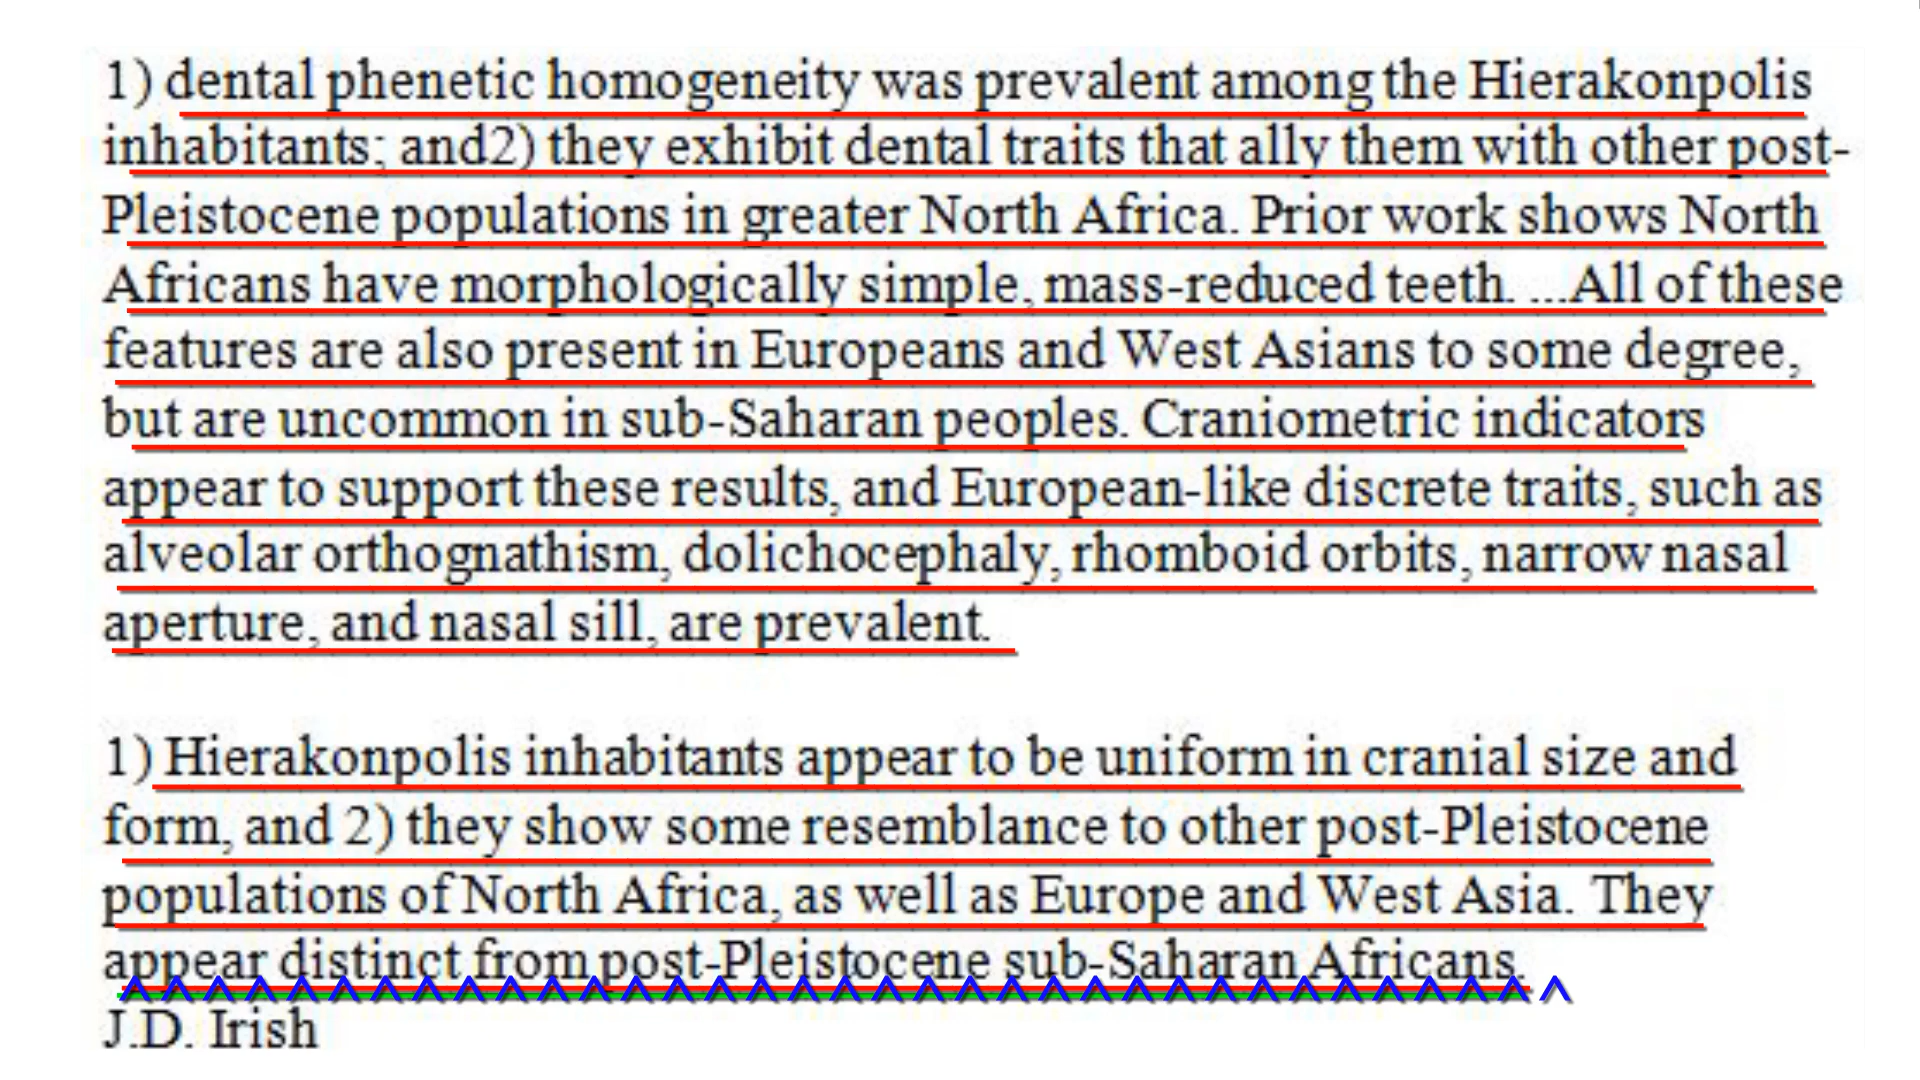 1) dental phenetic homogeneity was prevalent among the Hierakonpolis
inhabitants; and2) they exhibit dental traits that ally them with other post-
Pleistocene populations in greater North Africa. Prior work shows North
Africans have morphologically simple, mass-reduced teeth. ...All of these
features are also present in Europeans and West Asians to some degree,
but are uncommon in sub-Saharan peoples. Craniometric indicators
appear to support these results, and European-like discrete traits, such as
alveolar orthognathism, dolichocephaly, rhomboid orbits, narrow nasal
aperture, and nasal sill, are prevalent.
1) Hierakonpolis inhabitants appear to be uniform in cranial size and
form, and 2) they show some resemblance to other post-Pleistocene
populations of North Africa, as well as Europe and West Asia. They
appear distinct from post-Pleistocene sub-Saharan Africans.
J.D. Irish